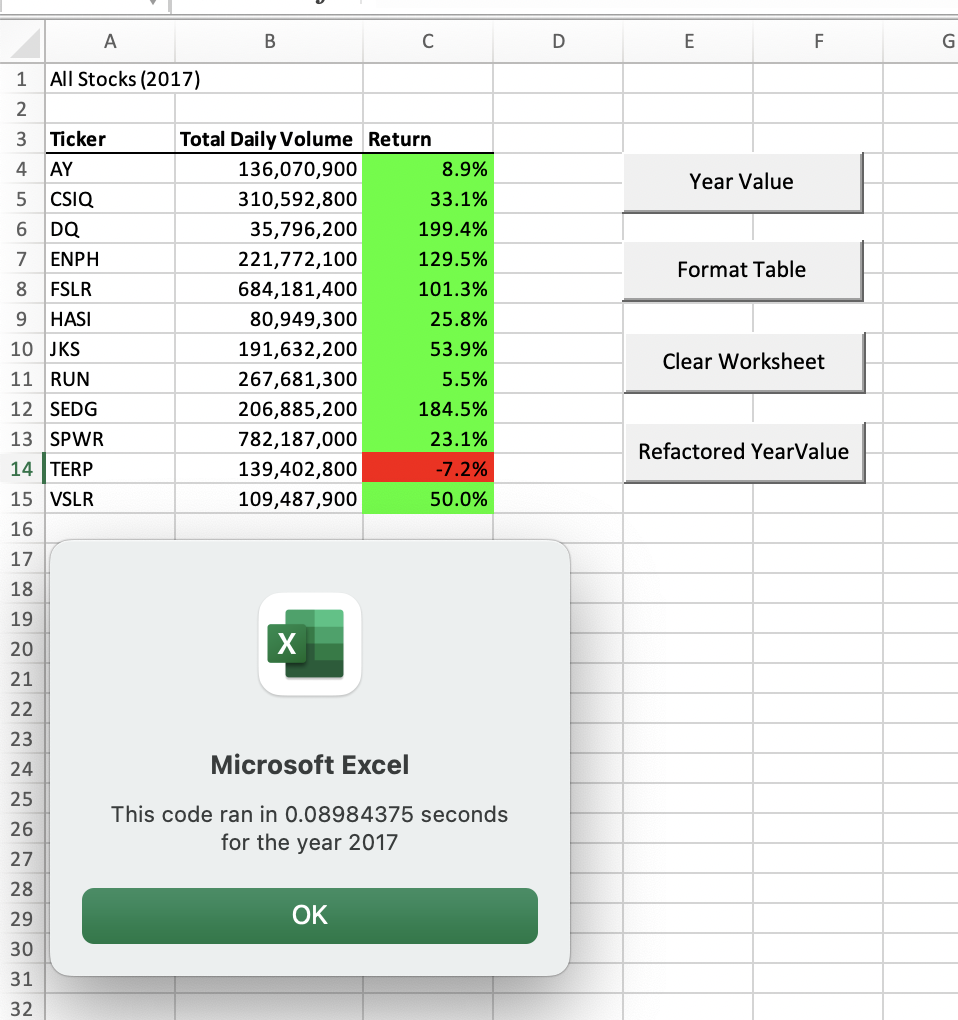 A B C D E F G
1 All Stocks (2017)
2
3 Ticker Total Daily Volume Return
4 AY 136,070,900 8.9%
Year Value
5 CSIQ 310,592,800 33.1%
6 DQ 35,796,200 199.4%
7 ENPH 221,772,100 129.5%
Format Table
8 FSLR 684,181,400 101.3%
9 HASI 80,949,300 25.8%
10 JKS 191,632,200 53.9%
Clear Worksheet
11 RUN 267,681,300 5.5%
12 SEDG 206,885,200 184.5%
13 SPWR 782,187,000 23.1%
Refactored YearValue
14 TERP 139,402,800 -7.2%
15 VSLR 109,487,900 50.0%
16
17
18
19
20
X
21
22
23
24
Microsoft Excel
25
This code ran in 0.08984375 seconds
26
for the year 2017
27
28
29
OK
30
31
32